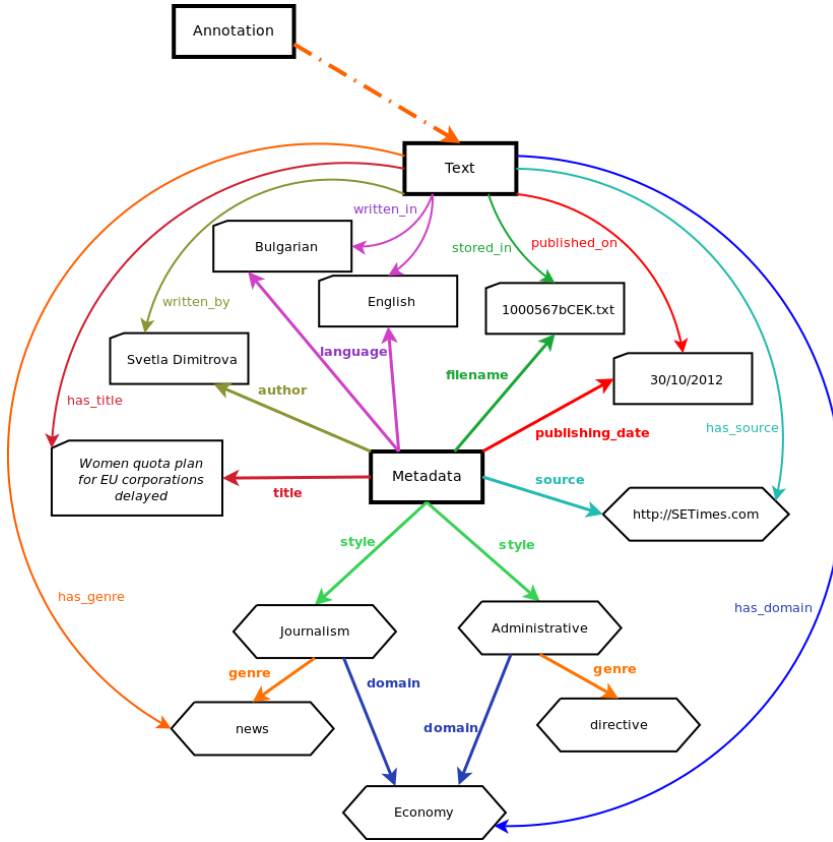 Annotation
Text
written_in
Bulgarian
stored_in
published_on
English
1000567bCEK.txt
written_by
Svetla Dimitrova
language
filename
30/10/2012
author
has_title
has_source
publishing_date
Women quota plan
for EU corporations
delayed
title
Metadata
source
http://SETimes.com
style
style
has_genre
has_domain
Journalism
Administrative
genre
domain
genre
news
domain
directive
Economy